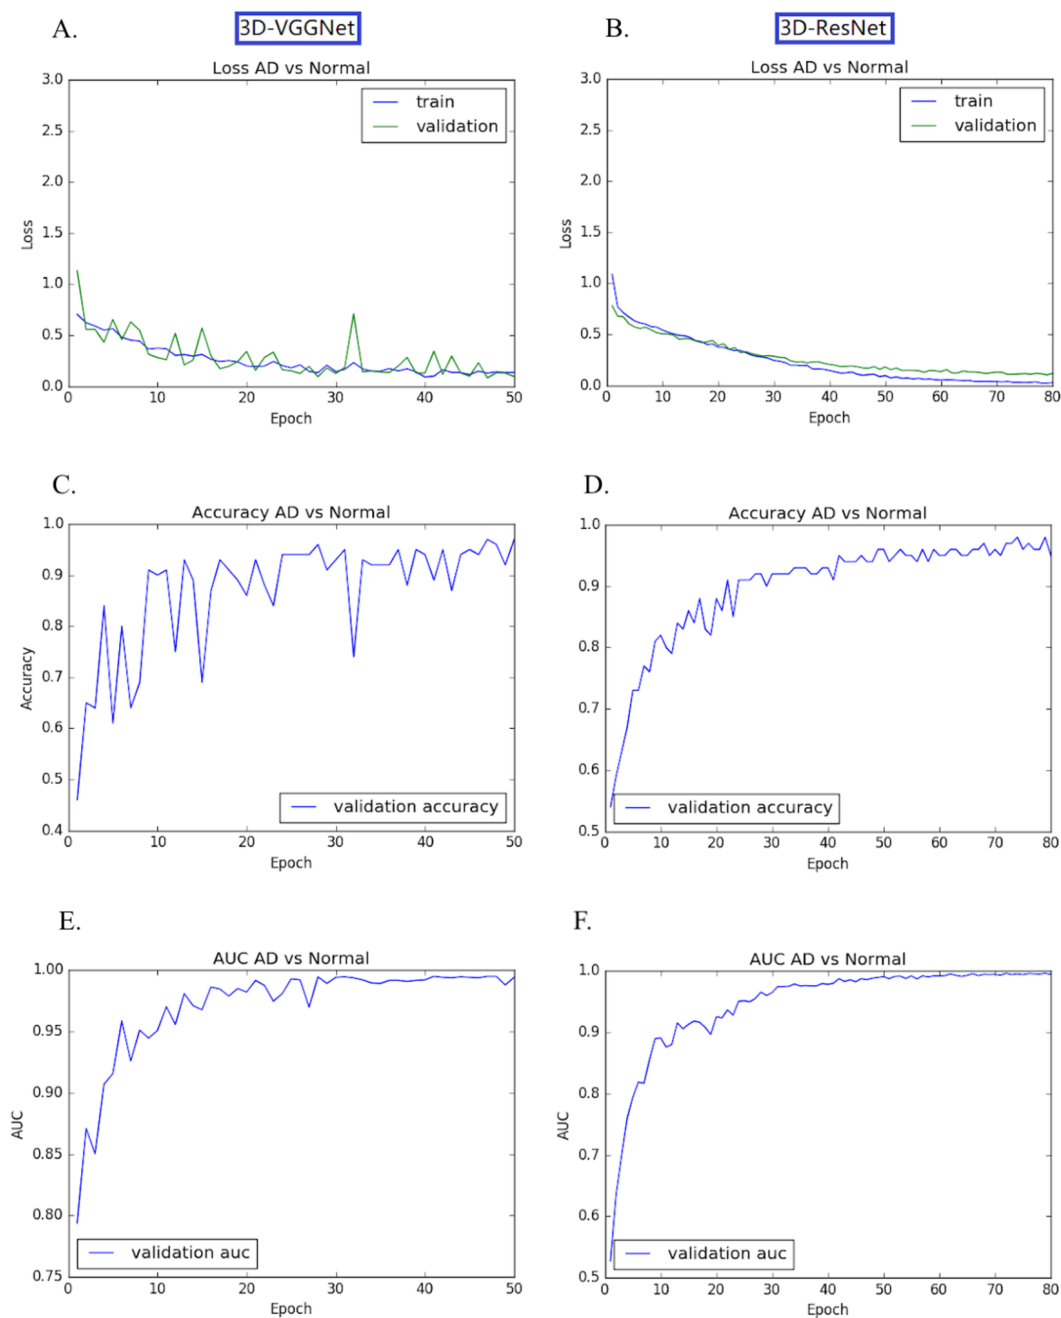 A.
3D-VGGNet
Loss AD vs Normal
3.0
2.5
2.0
1.5
1.0
0.5
0.0
Loss
train
validation
0 10 20 30 40 50
Epoch
B.
3D-ResNet
Loss AD vs Normal
3.0
2.5
2.0
1.5
1.0
0.5
0.0
Loss
train
validation
0 10 20 30 40 50 60 70 80
Epoch
C.
Accuracy AD vs Normal
1.0
0.9
0.8
0.7
0.6
0.5
0.4
Accuracy
validation accuracy
0 10 20 30 40 50
Epoch
D.
Accuracy AD vs Normal
1.0
0.9
0.8
0.7
0.6
0.5
validation accuracy
0 10 20 30 40 50 60 70 80
Epoch
E.
AUC AD vs Normal
1.00
0.95
0.90
0.85
0.80
0.75
AUC
validation auc
0 10 20 30 40 50
Epoch
F.
AUC AD vs Normal
1.0
0.9
0.8
0.7
0.6
0.5
AUC
validation auc
0 10 20 30 40 50 60 70 80
Epoch